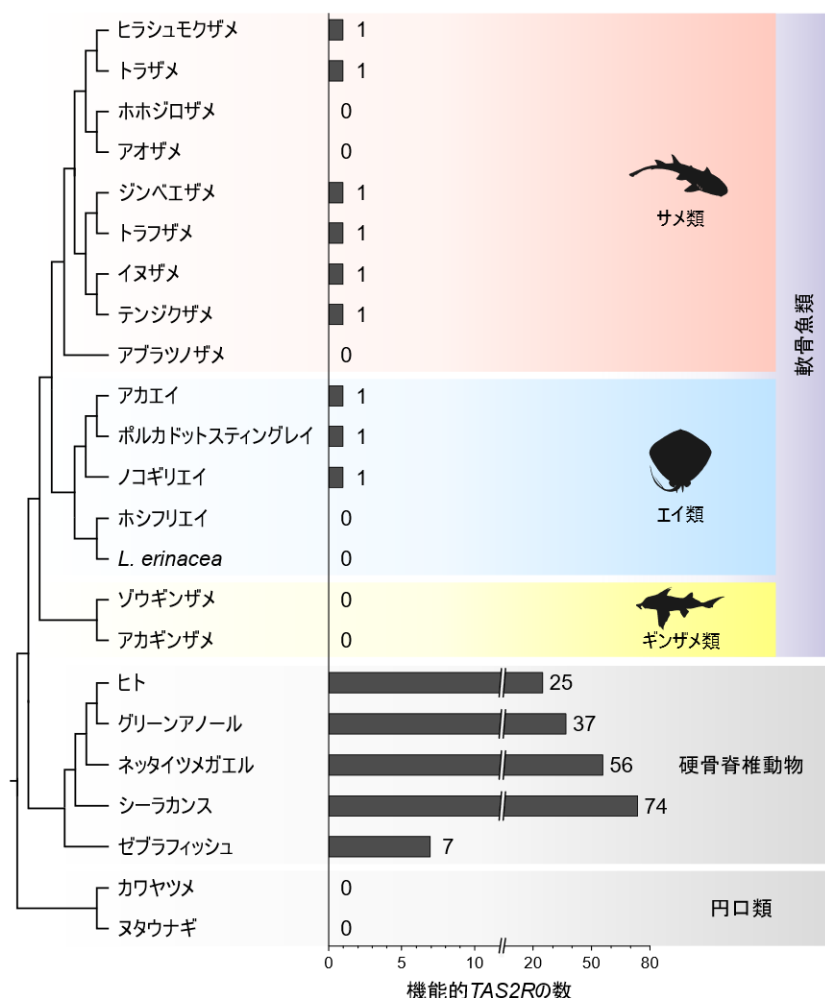 ヒラシュモクザメ 1
トラザメ 1
ホホジロザメ 0
アオザメ 0
ジンベエザメ 1
サメ類
トラフザメ 1
イヌザメ 1
テンジクザメ 1
軟骨魚類
アブラツノザメ 0
アカエイ 1
ポルカドットスティングレイ 1
ノコギリエイ 1
エイ類
ホシフリエイ 0
L. erinacea 0
ゾウギンザメ 0
アカギンザメ 0
ギンザメ類
ヒト 25
グリーンアノール 37
ネッタイツメガエル 56
硬骨脊椎動物
シーラカンス 74
ゼブラフィッシュ 7
カワヤツメ 0
円口類
ヌタウナギ 0
0 5 10 20 40 60 80
機能的TAS2Rの数